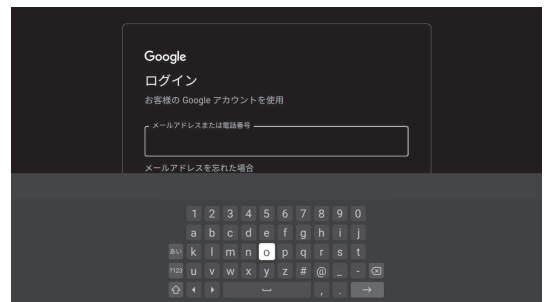 Google
ログイン
お客様の Google アカウントを使用
メールアドレスまたは電話番号
メールアドレスを忘れた場合
1 2 3 4 5 6 7 8 9 0
a b c d e f g h i j
あい k l m n o p q r s t
?123 u v w x y z # @ _ -
, .